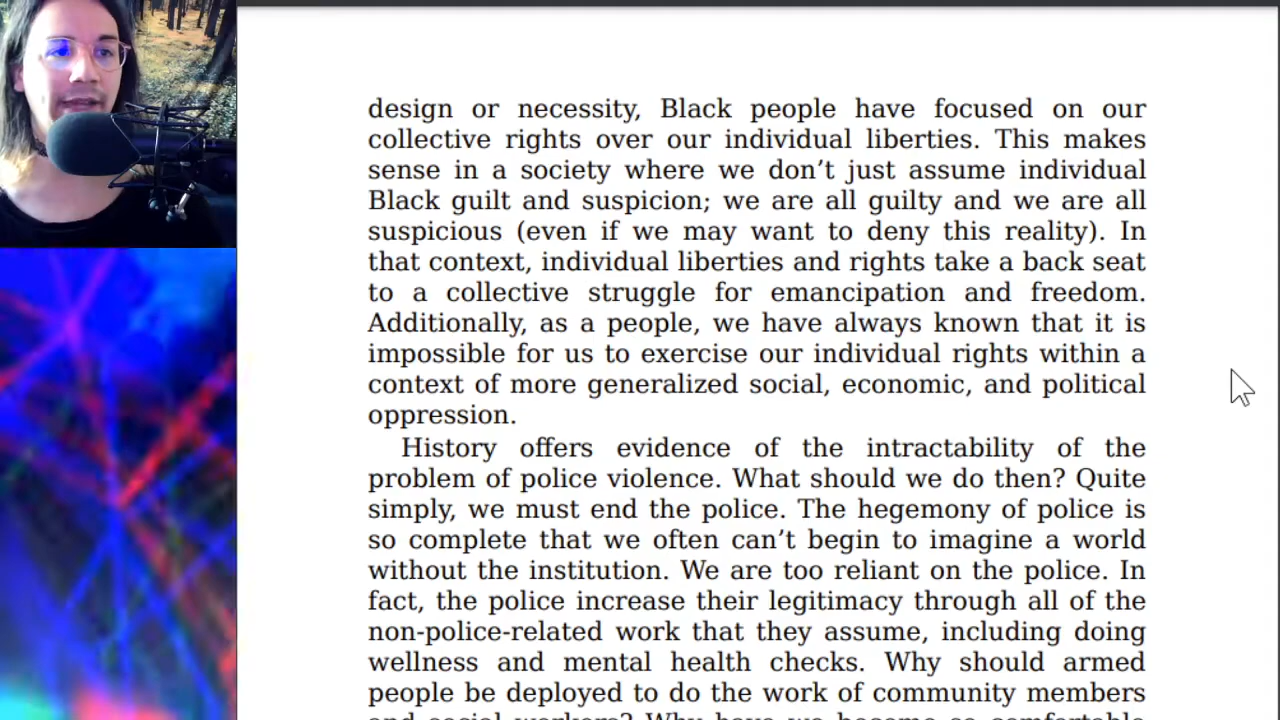 design or necessity, Black people have focused on our
collective rights over our individual liberties. This makes
sense in a society where we don’t just assume individual
Black guilt and suspicion; we are all guilty and we are all
suspicious (even if we may want to deny this reality). In
that context, individual liberties and rights take a back seat
to a collective struggle for emancipation and freedom.
Additionally, as a people, we have always known that it is
impossible for us to exercise our individual rights within a
context of more generalized social, economic, and political
oppression.
History offers evidence of the intractability of the
problem of police violence. What should we do then? Quite
simply, we must end the police. The hegemony of police is
so complete that we often can’t begin to imagine a world
without the institution. We are too reliant on the police. In
fact, the police increase their legitimacy through all of the
non-police-related work that they assume, including doing
wellness and mental health checks. Why should armed
people be deployed to do the work of community members
and social workers? Why have we become so comfortable